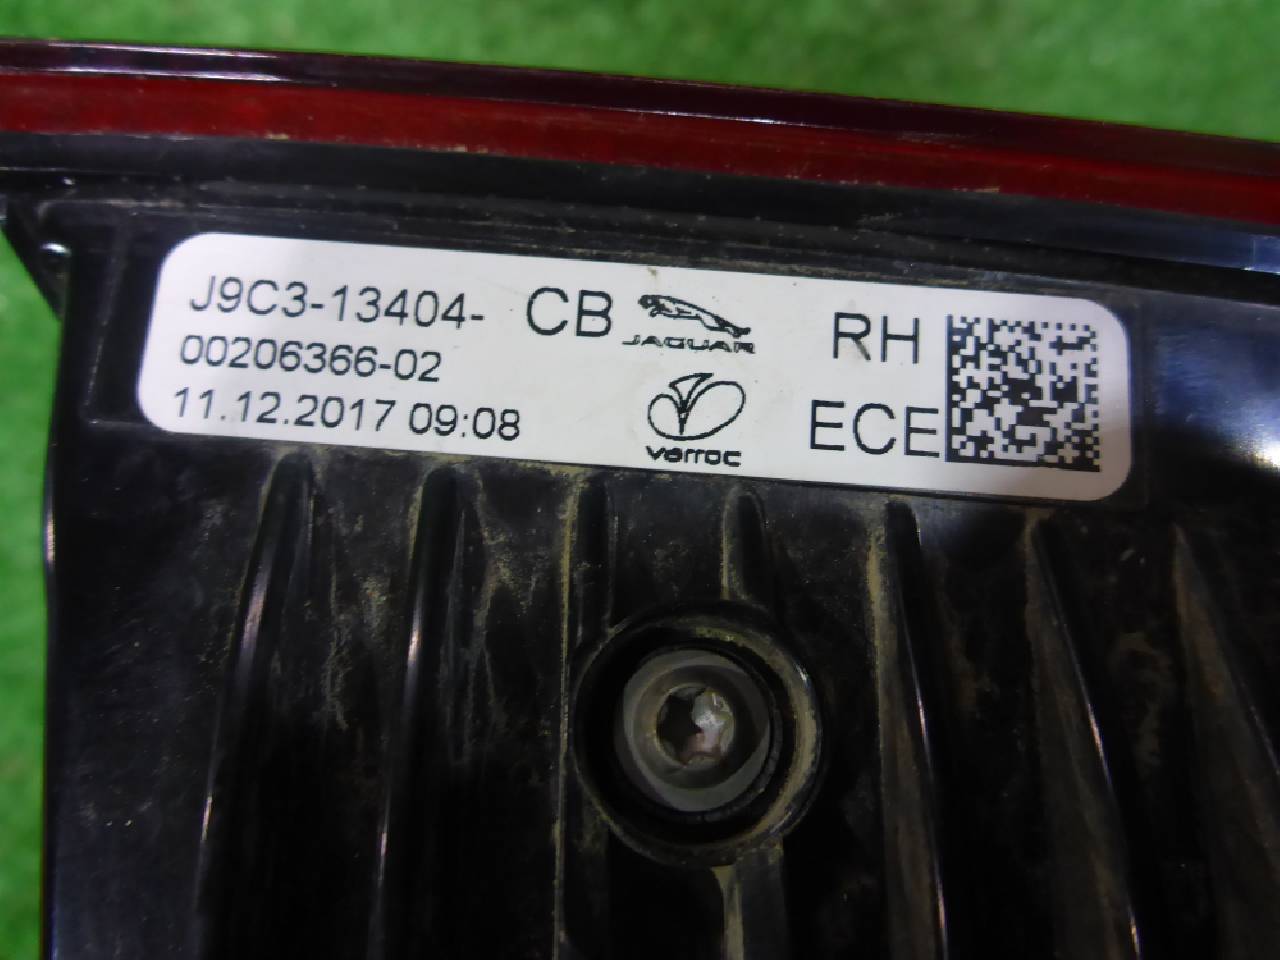 J9C3-13404- CB JAGUAR RH
00206366-02
11.12.2017 09:08 varroc ECE